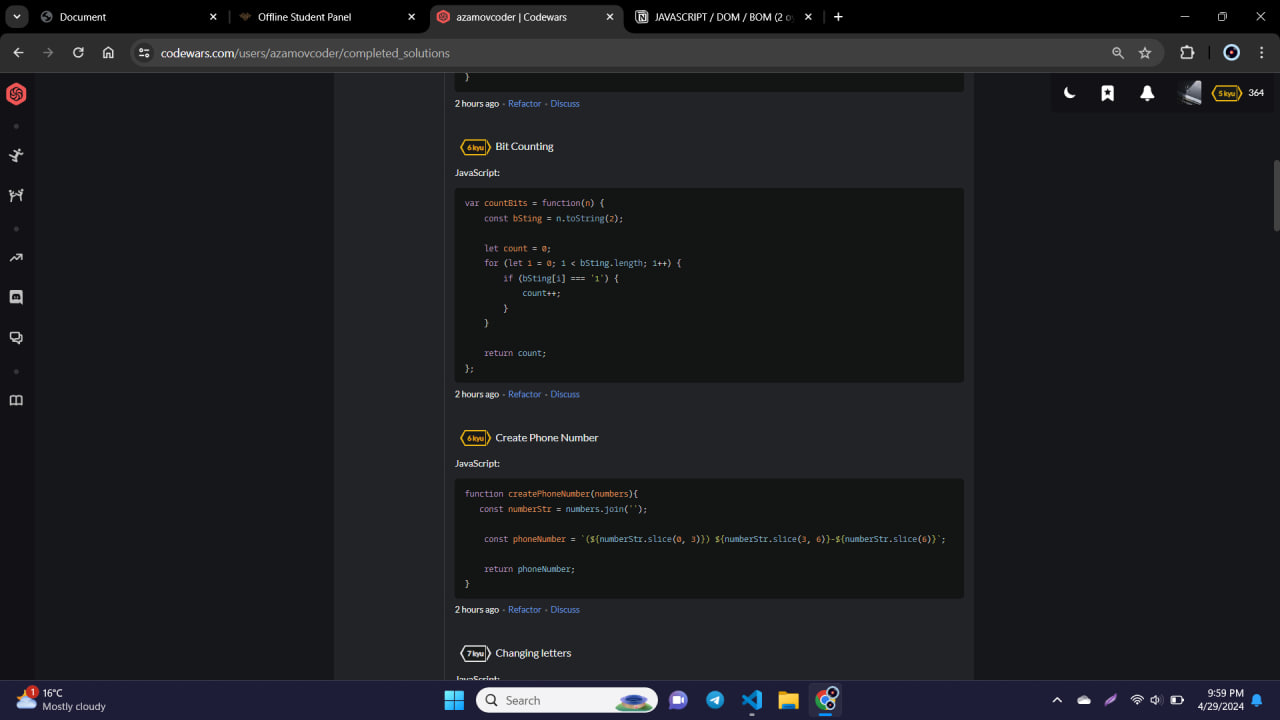 Document
Offline Student Panel
azamovcoder | Codewars
JAVASCRIPT / DOM / BOM (2 o
codewars.com/users/azamovcoder/completed_solutions
5 kyu 364
}
2 hours ago - Refactor - Discuss
6 kyu Bit Counting
JavaScript:
var countBits = function(n) {
const bSting = n.toString(2);
let count = 0;
for (let i = 0; i < bSting.length; i++) {
if (bSting[i] === `1`) {
count++;
}
}
return count;
};
2 hours ago - Refactor - Discuss
6 kyu Create Phone Number
JavaScript:
function createPhoneNumber(numbers){
const numberStr = numbers.join(``);
const phoneNumber = `(${numberStr.slice(0, 3)}) ${numberStr.slice(3, 6)}-${numberStr.slice(6)}`;
return phoneNumber;
}
2 hours ago - Refactor - Discuss
7 kyu Changing letters
JavaScript:
1
16°C
Mostly cloudy
Search
9:59 PM
4/29/2024